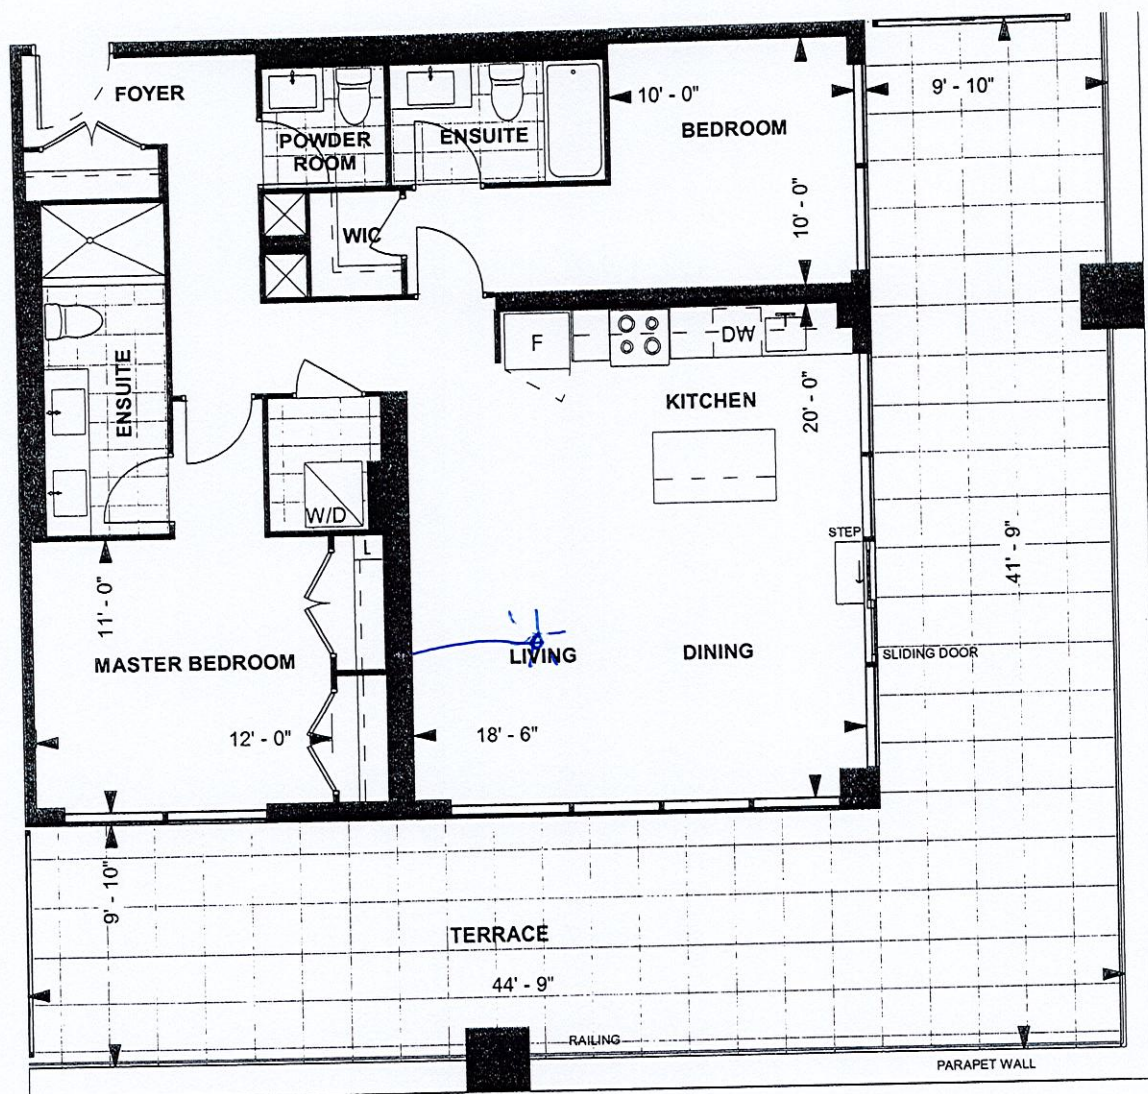 FOYER
POWDER
ROOM
ENSUITE
10' - 0"
BEDROOM
9' - 10"
WIC
10' - 0"
F
DW
KITCHEN
20' - 0"
ENSUITE
W/D
L
STEP
41' - 9"
11' - 0"
MASTER BEDROOM
LIVING
DINING
SLIDING DOOR
12' - 0"
18' - 6"
9' - 10"
TERRACE
44' - 9"
RAILING
PARAPET WALL